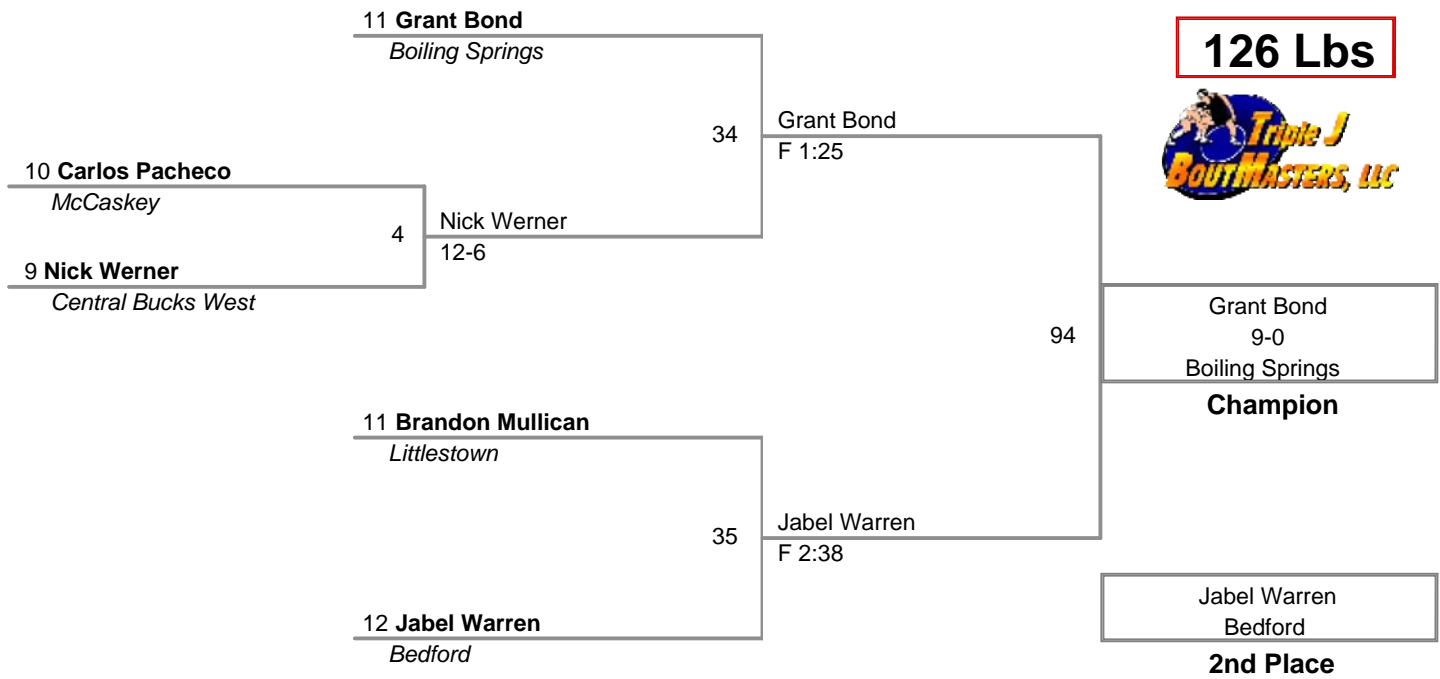 11 Grant Bond
Boiling Springs
126 Lbs
Triple J
BOUTMASTERS, LLC
34
Grant Bond
F 1:25
10 Carlos Pacheco
McCaskey
4
Nick Werner
12-6
9 Nick Werner
Central Bucks West
94
Grant Bond
9-0
Boiling Springs
Champion
11 Brandon Mullican
Littlestown
35
Jabel Warren
F 2:38
12 Jabel Warren
Bedford
Jabel Warren
Bedford
2nd Place